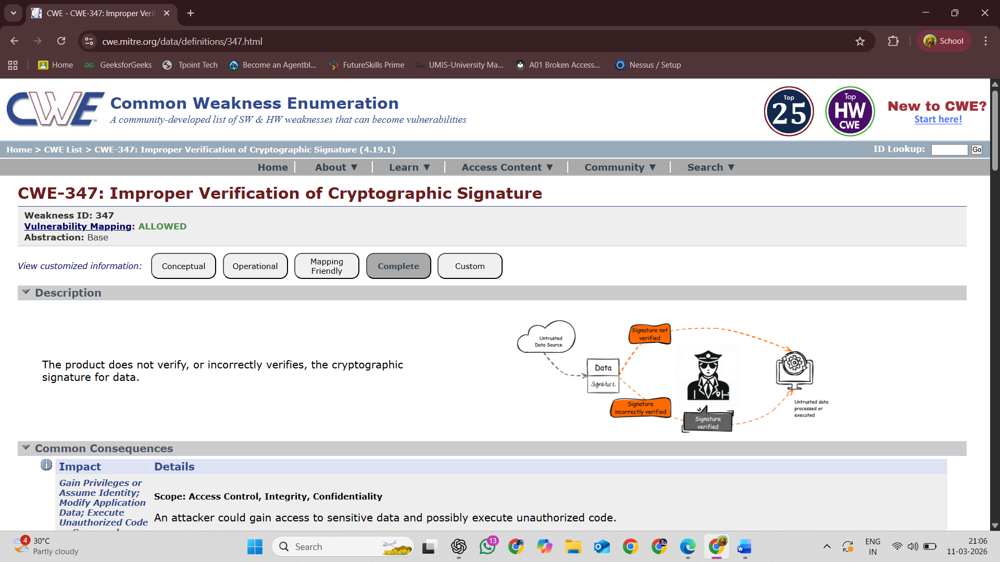 CWE - CWE-347: Improper Verif
cwe.mitre.org/data/definitions/347.html
School
Home
GeeksforGeeks
Tpoint Tech
Become an Agentbl...
FutureSkills Prime
UMIS-University Ma...
A01 Broken Access...
Nessus / Setup
CWE
Common Weakness Enumeration
A community-developed list of SW & HW weaknesses that can become vulnerabilities
Top
25
Top
HW
CWE
New to CWE?
Start here!
Home > CWE List > CWE-347: Improper Verification of Cryptographic Signature (4.19.1)
ID Lookup:
Go
Home
About ▼
Learn ▼
Access Content ▼
Community ▼
Search ▼
CWE-347: Improper Verification of Cryptographic Signature
Weakness ID: 347
Vulnerability Mapping: ALLOWED
Abstraction: Base
View customized information:
Conceptual
Operational
Mapping
Friendly
Complete
Custom
Description
The product does not verify, or incorrectly verifies, the cryptographic
signature for data.
Untrusted
Data Source
Data
Signature
Signature not
verified
Signature
incorrectly verified
Signature
verified
Untrusted data
processed or
executed
Common Consequences
Impact
Details
Gain Privileges or
Assume Identity;
Modify Application
Data; Execute
Unauthorized Code
Scope: Access Control, Integrity, Confidentiality
An attacker could gain access to sensitive data and possibly execute unauthorized code.
4
30°C
Partly cloudy
Search
13
ENG
IN
21:06
11-03-2026